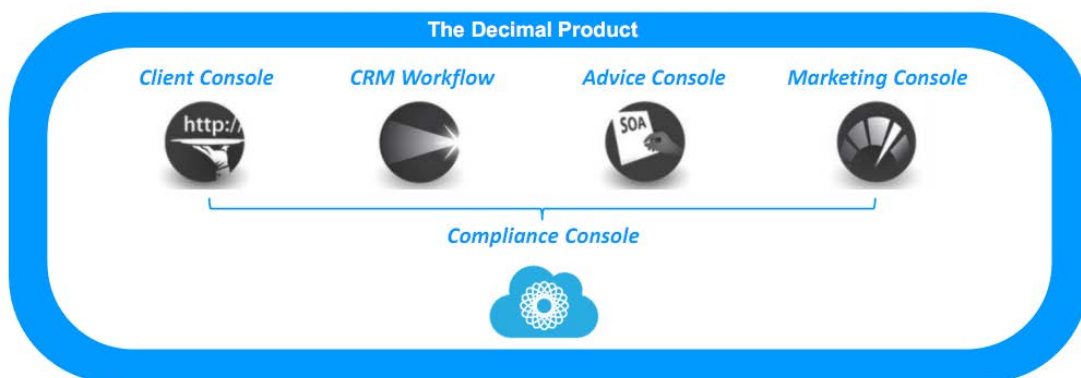 The Decimal Product
Client Console CRM Workflow Advice Console Marketing Console
http:/ SOA
Compliance Console